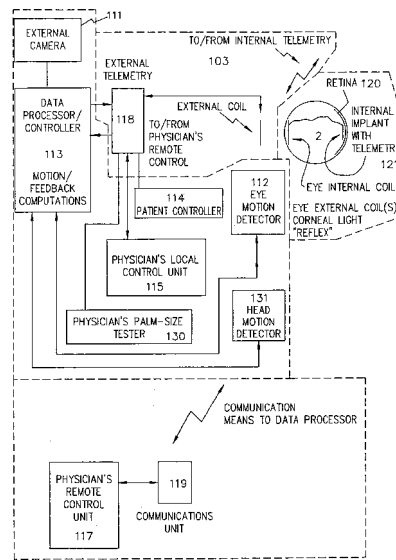 111
EXTERNAL
CAMERA
TO/FROM INTERNAL TELEMETRY
103
EXTERNAL
TELEMETRY
RETINA 120
INTERNAL
IMPLANT
WITH
TELEMETRY
121
2
DATA
PROCESSOR/
CONTROLLER
113
MOTION/
FEEDBACK
COMPUTATIONS
118
EXTERNAL COIL
TO/FROM
PHYSICIAN'S
REMOTE
CONTROL
EYE INTERNAL COIL
EYE EXTERNAL COIL(S)
CORNEAL LIGHT
"REFLEX"
114
PATIENT CONTROLLER
112
EYE
MOTION
DETECTOR
PHYSICIAN'S LOCAL
CONTROL UNIT
115
131
HEAD
MOTION
DETECTOR
PHYSICIAN'S PALM-SIZE
TESTER 130
COMMUNICATION
MEANS TO DATA PROCESSOR
PHYSICIAN'S
REMOTE
CONTROL
UNIT
117
119
COMMUNICATIONS
UNIT